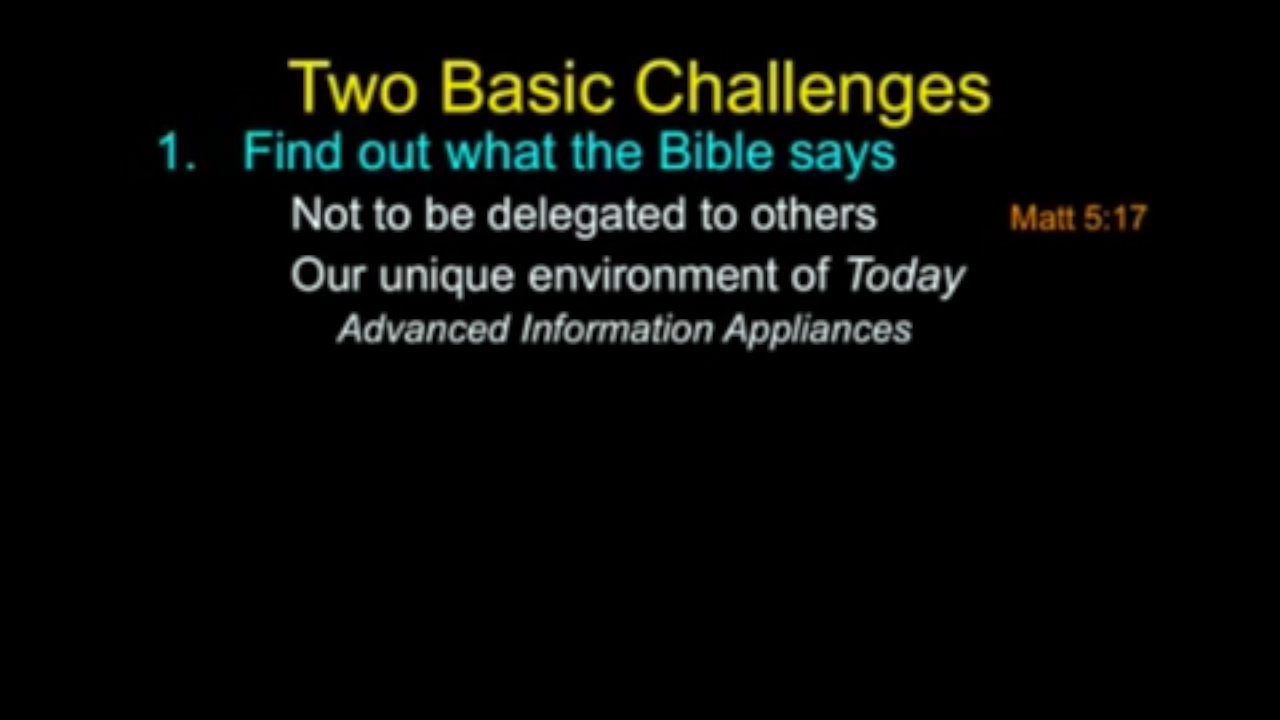 Two Basic Challenges
1. Find out what the Bible says
Not to be delegated to others Matt 5:17
Our unique environment of Today
Advanced Information Appliances